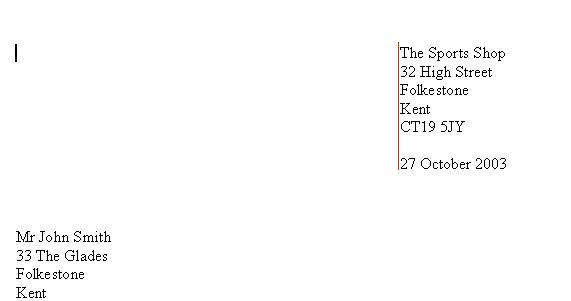 The Sports Shop
32 High Street
Folkestone
Kent
CT19 5JY
27 October 2003
Mr John Smith
33 The Glades
Folkestone
Kent